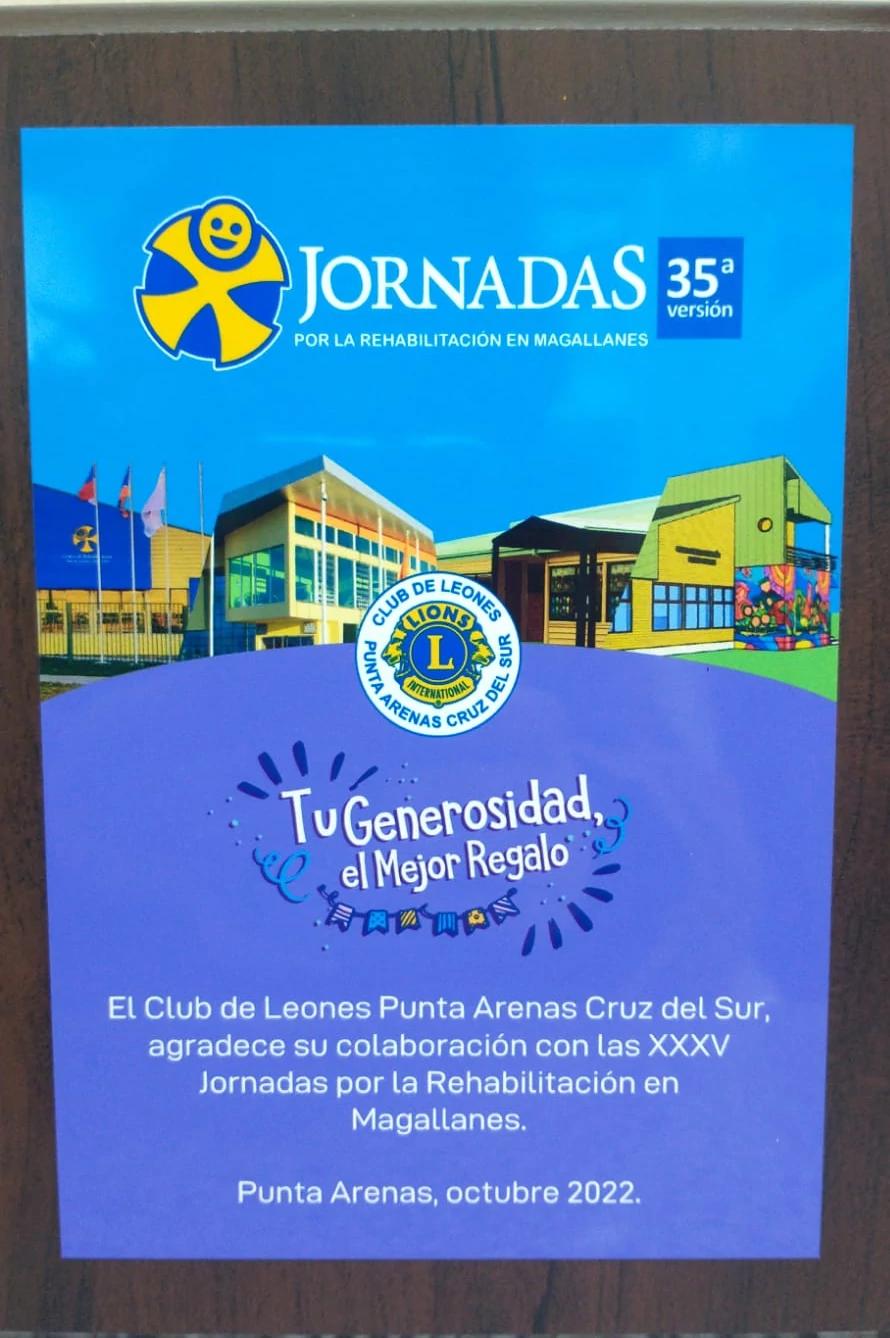 JORNADAS
35ª
versión
POR LA REHABILITACIÓN EN MAGALLANES
CLUB DE LEONES
LIONS
L
INTERNATIONAL
PUNTA ARENAS CRUZ DEL SUR
Tu Generosidad,
el Mejor Regalo
El Club de Leones Punta Arenas Cruz del Sur,
agradece su colaboración con las XXXV
Jornadas por la Rehabilitación en
Magallanes.
Punta Arenas, octubre 2022.